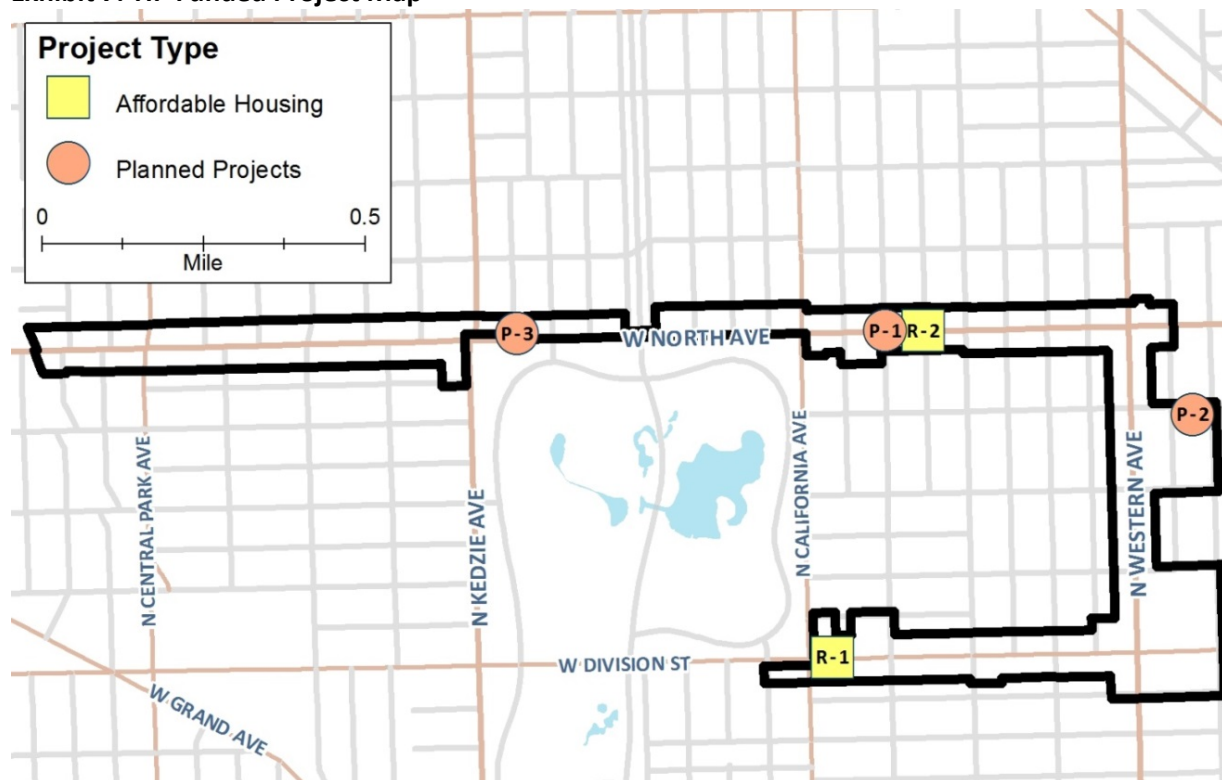 Project Type
Affordable Housing
Planned Projects
0 0.5
Mile
P-3
P-1
R-2
W NORTH AVE
P-2
N CENTRAL PARK AVE
N KEDZIE AVE
N CALIFORNIA AVE
N WESTERN AVE
R-1
W DIVISION ST
W GRAND AVE